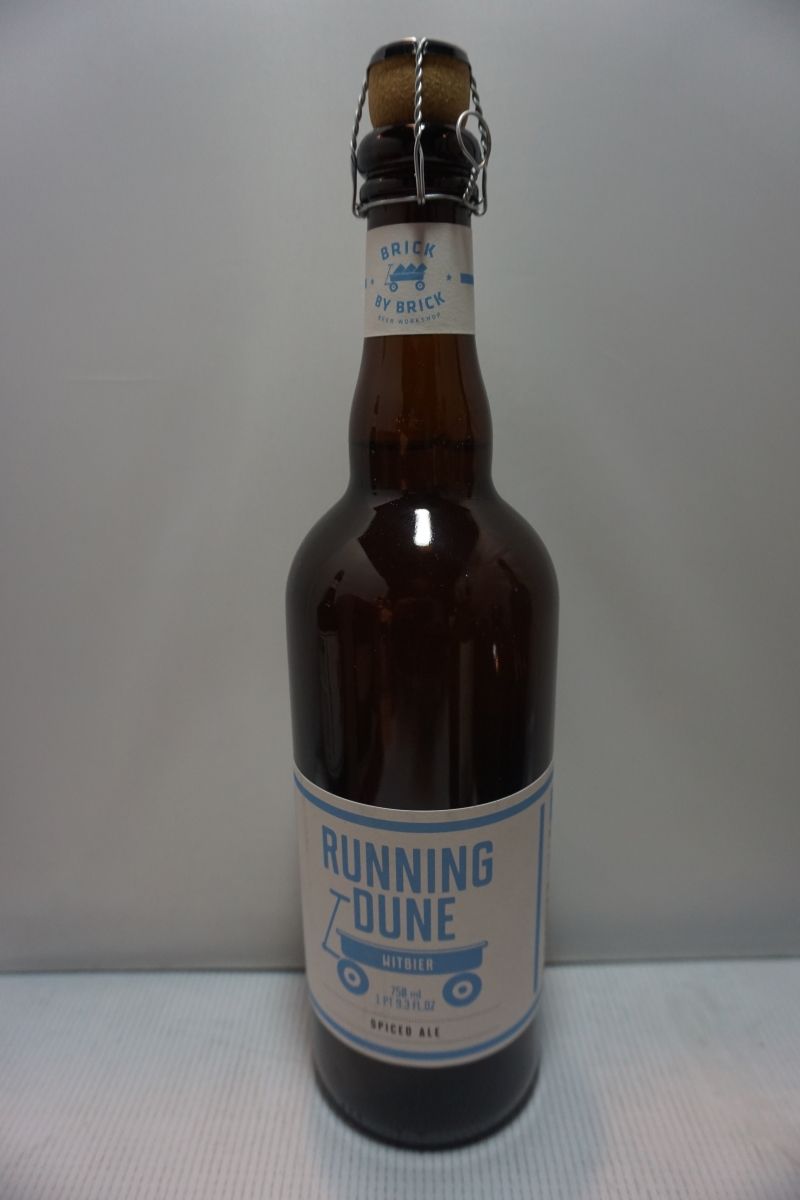 BRICK
BY BRICK
BEER WORKSHOP
RUNNING
DUNE
WITBIER
750 ml
1 PT 9.3 FL OZ
SPICED ALE